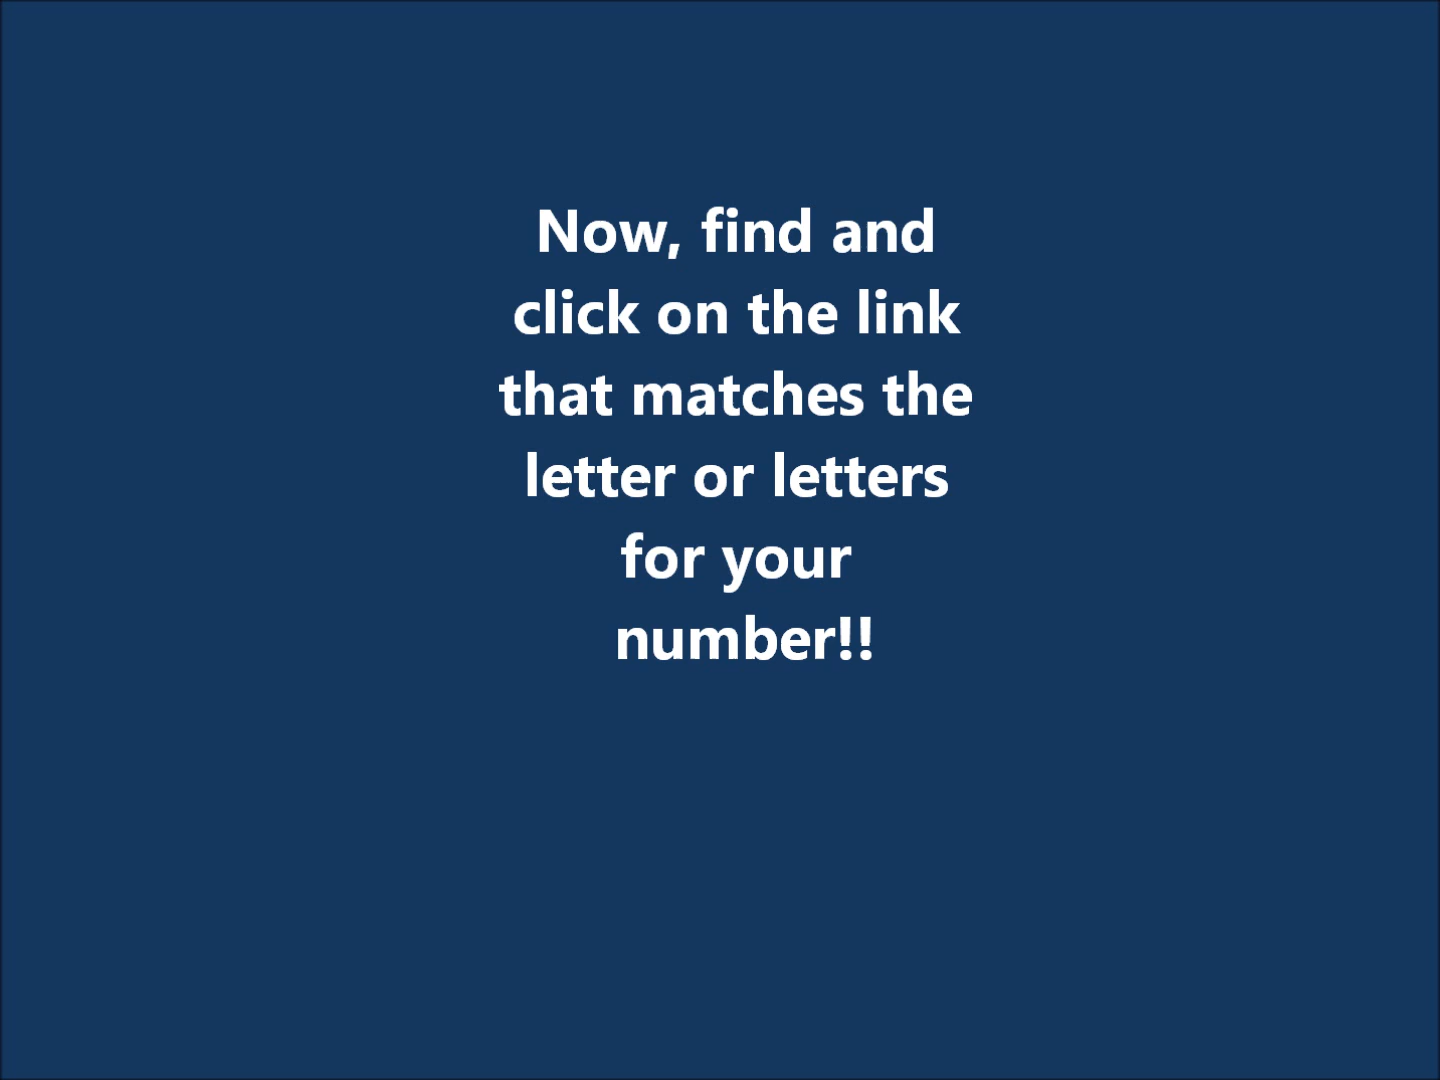 Now, find and
click on the link
that matches the
letter or letters
for your
number!!